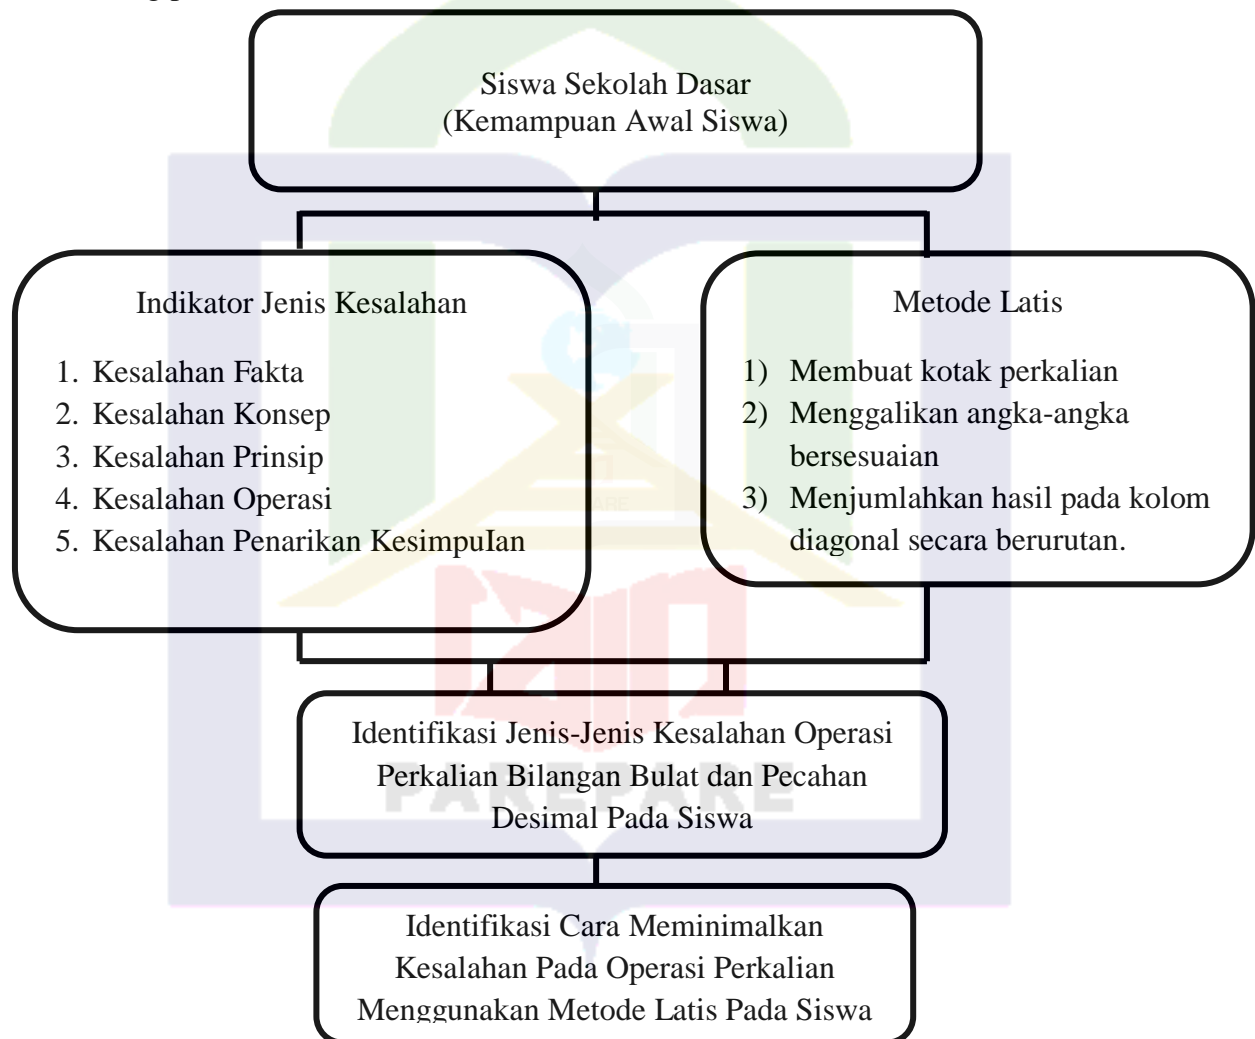 Siswa Sekolah Dasar
(Kemampuan Awal Siswa)
Indikator Jenis Kesalahan
1. Kesalahan Fakta
2. Kesalahan Konsep
3. Kesalahan Prinsip
4. Kesalahan Operasi
5. Kesalahan Penarikan KesimpuIan
Metode Latis
1) Membuat kotak perkalian
2) Menggalikan angka-angka
bersesuaian
3) Menjumlahkan hasil pada kolom
diagonal secara berurutan.
Identifikasi Jenis-Jenis Kesalahan Operasi
Perkalian Bilangan Bulat dan Pecahan
Desimal Pada Siswa
PAREPARE
Identifikasi Cara Meminimalkan
Kesalahan Pada Operasi Perkalian
Menggunakan Metode Latis Pada Siswa